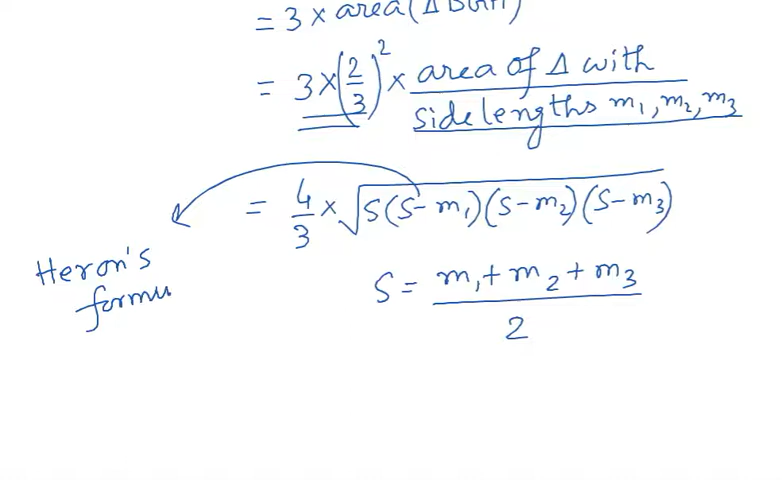 = 3 × area(Δ
= 3×(2/3)² × area of Δ with side lengths m₁, m₂, m₃
= 4/3 × √S(S-m₁)(S-m₂)(S-m₃)
Heron's
formu
S = m₁+m₂+m₃ / 2